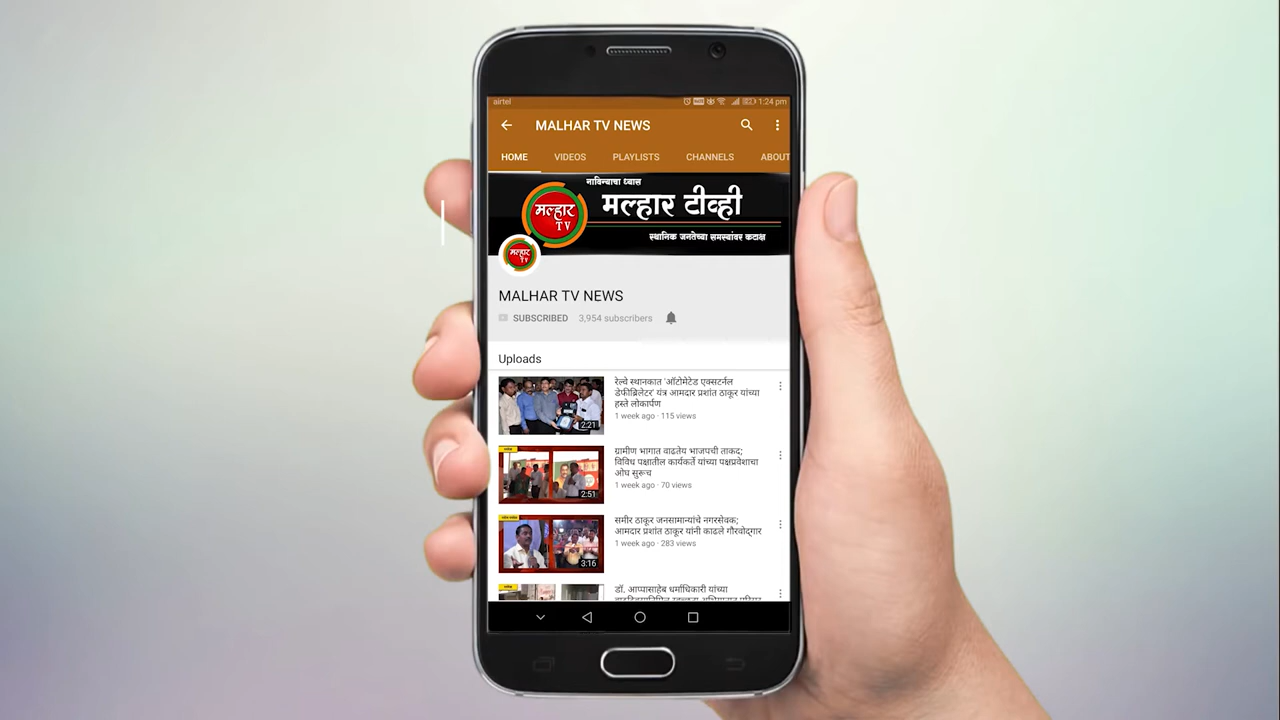 airtel 1:24 pm
MALHAR TV NEWS
HOME VIDEOS PLAYLISTS CHANNELS ABOUT
नाविन्याचा ध्यास
मल्हार टीव्ही
स्थानिक जनतेच्या समस्यांवर कटाक्ष
मल्हार
TV
मल्हार
TV
MALHAR TV NEWS
SUBSCRIBED 3,954 subscribers
Uploads
रेल्वे स्थानकात 'ऑटोमेटेड एक्सटर्नल
डेफीब्रिलेटर' यंत्र आमदार प्रशांत ठाकूर यांच्या
हस्ते लोकार्पण
1 week ago · 115 views
2:21
ग्रामीण भागात वाढतेय भाजपची ताकद;
विविध पक्षातील कार्यकर्ते यांच्या पक्षप्रवेशाचा
ओघ सुरूच
1 week ago · 70 views
2:51
समीर ठाकूर जनसामान्यांचे नगरसेवक;
आमदार प्रशांत ठाकूर यांनी काढले गौरवोद्गार
1 week ago · 283 views
3:16
डॉ. आप्पासाहेब धर्माधिकारी यांच्या